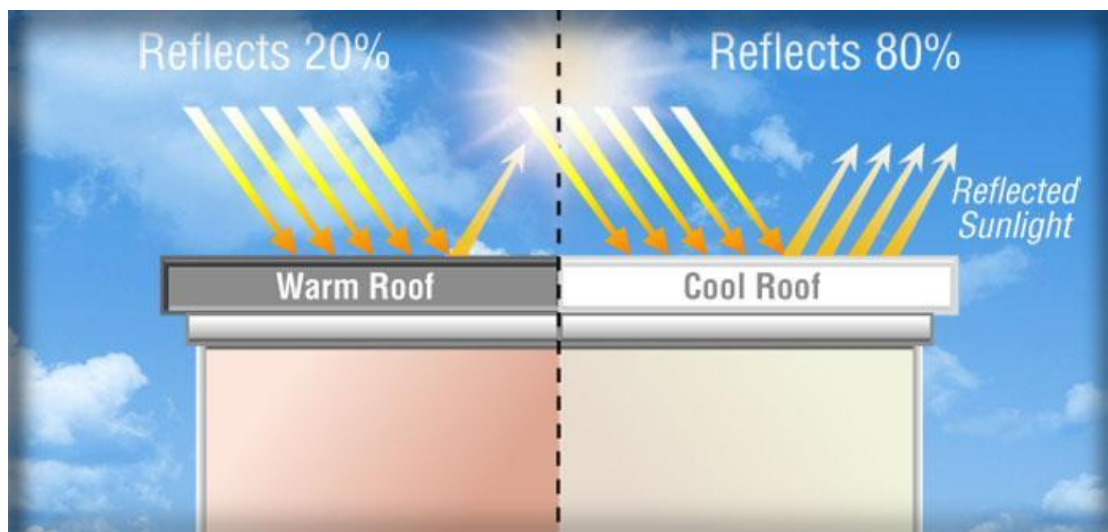 Reflects 20%
Reflects 80%
Reflected
Sunlight
Warm Roof
Cool Roof